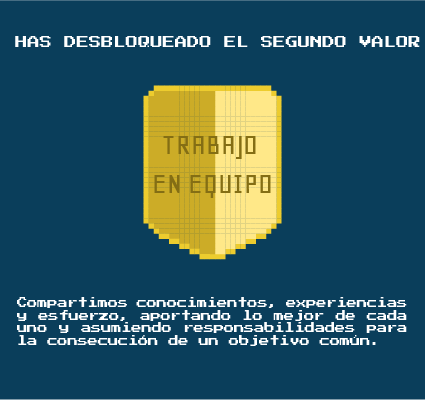 HAS DESBLOQUEADO EL SEGUNDO VALOR
TRABAJO
EN EQUIPO
Compartimos conocimientos, experiencias
y esfuerzo, aportando lo mejor de cada
uno y asumiendo responsabilidades para
la consecución de un objetivo común.